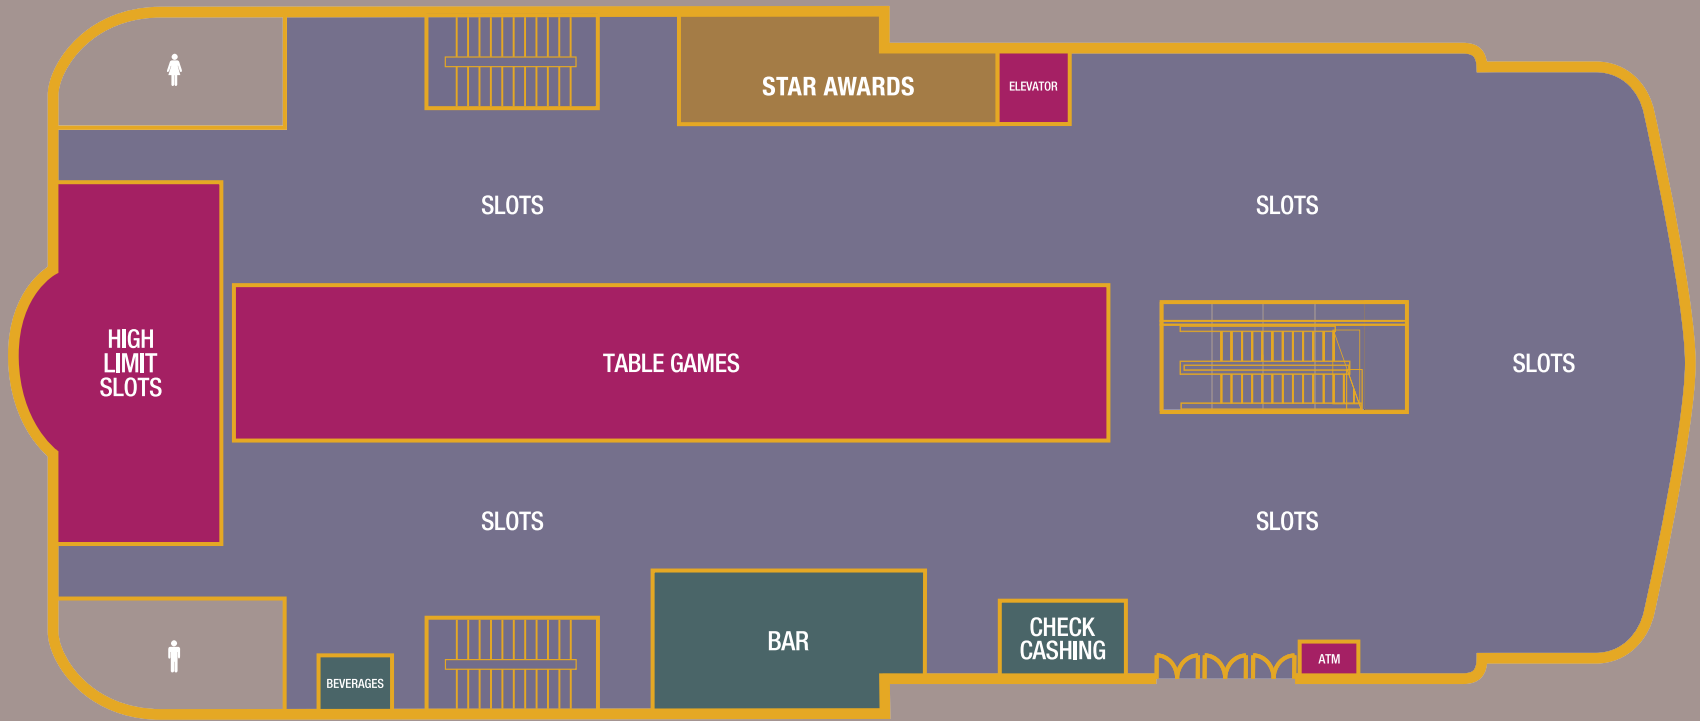 STAR AWARDS
ELEVATOR
SLOTS
SLOTS
HIGH
LIMIT
SLOTS
TABLE GAMES
SLOTS
SLOTS
SLOTS
BAR
CHECK
CASHING
BEVERAGES
ATM